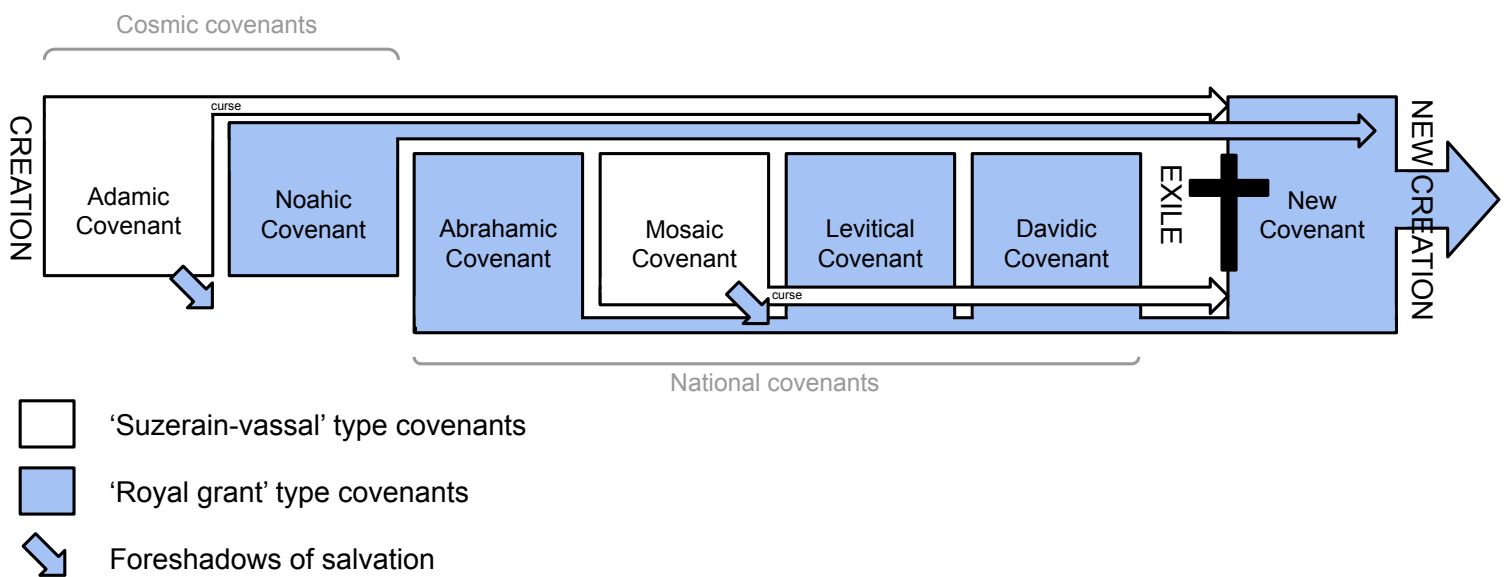 Cosmic covenants
CREATION
curse
Adamic
Covenant
Noahic
Covenant
Abrahamic
Covenant
Mosaic
Covenant
curse
Levitical
Covenant
Davidic
Covenant
EXILE
New
Covenant
NEW CREATION
National covenants
‘Suzerain-vassal’ type covenants
‘Royal grant’ type covenants
Foreshadows of salvation